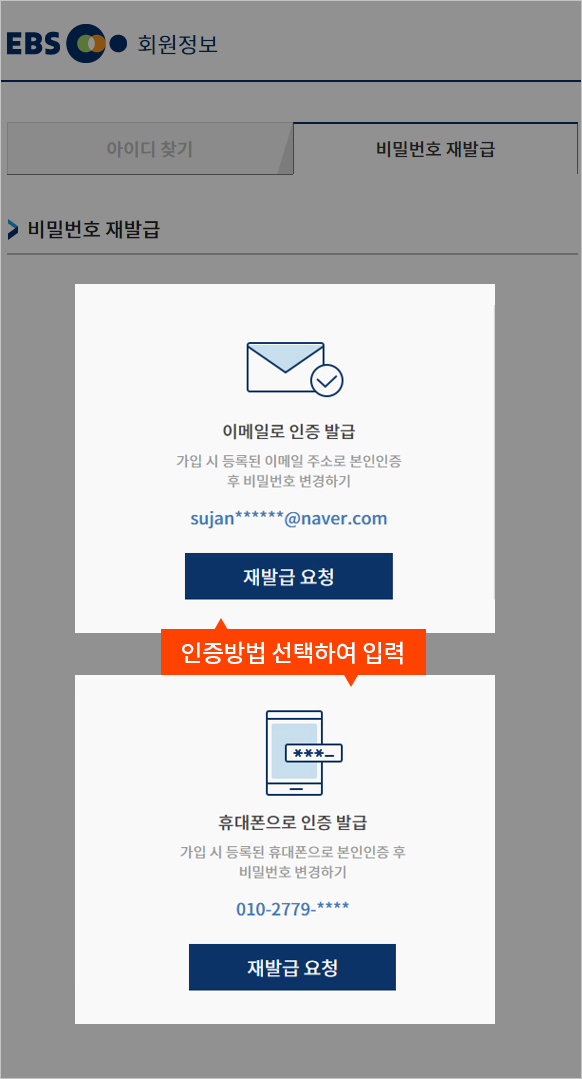 EBS 회원정보
아이디 찾기
비밀번호 재발급
비밀번호 재발급
이메일로 인증 발급
가입 시 등록된 이메일 주소로 본인인증
후 비밀번호 변경하기
sujan******@naver.com
재발급 요청
인증방법 선택하여 입력
***_
휴대폰으로 인증 발급
가입 시 등록된 휴대폰으로 본인인증 후
비밀번호 변경하기
010-2779-****
재발급 요청